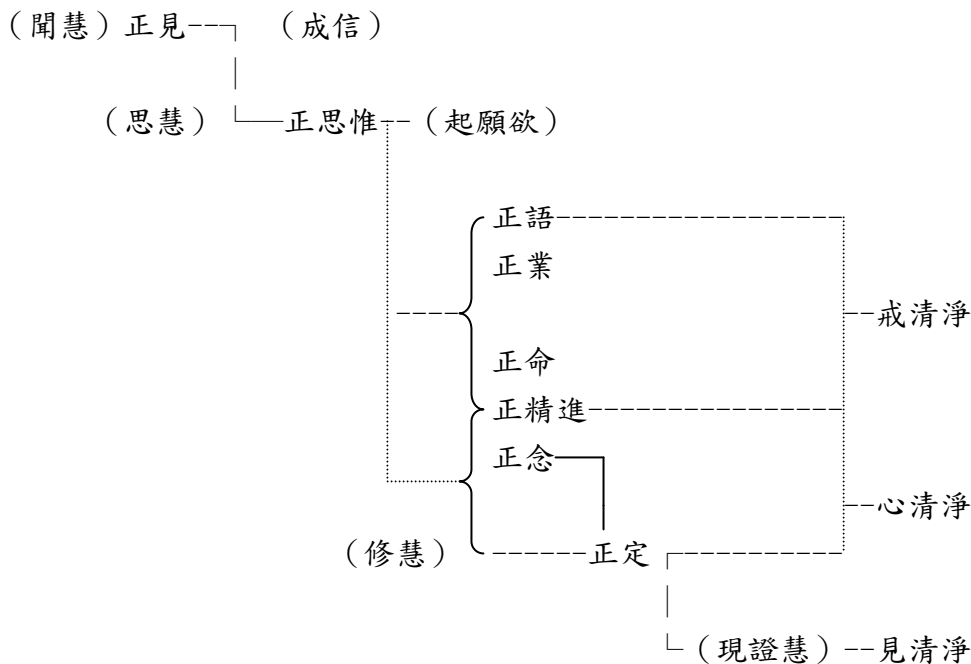 （聞慧）正見 （成信）
（思慧） 正思惟 （起願欲）
正語
正業
戒清淨
正命
正精進
正念
心清淨
（修慧） 正定
（現證慧） 見清淨